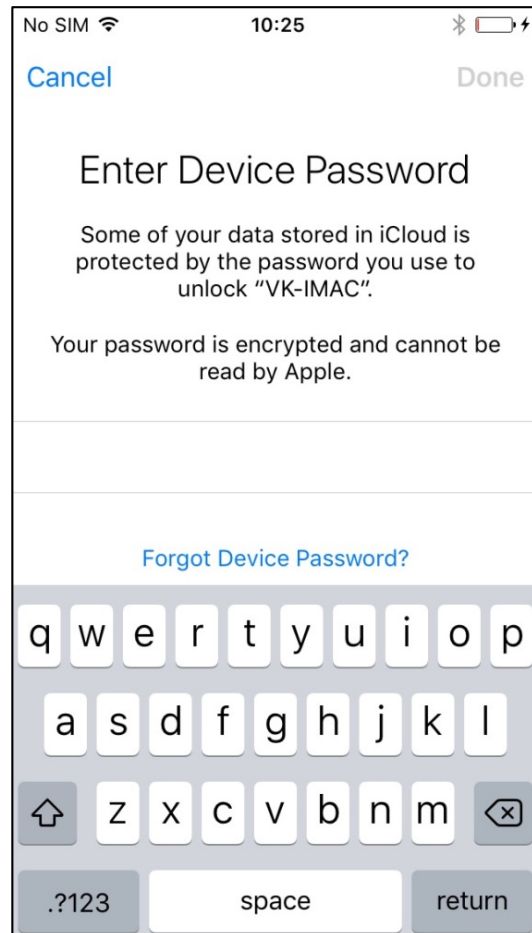 No SIM 10:25
Cancel Done
Enter Device Password
Some of your data stored in iCloud is
protected by the password you use to
unlock “VK-IMAC”.
Your password is encrypted and cannot be
read by Apple.
Forgot Device Password?
q w e r t y u i o p
a s d f g h j k l
z x c v b n m
.?123 space return